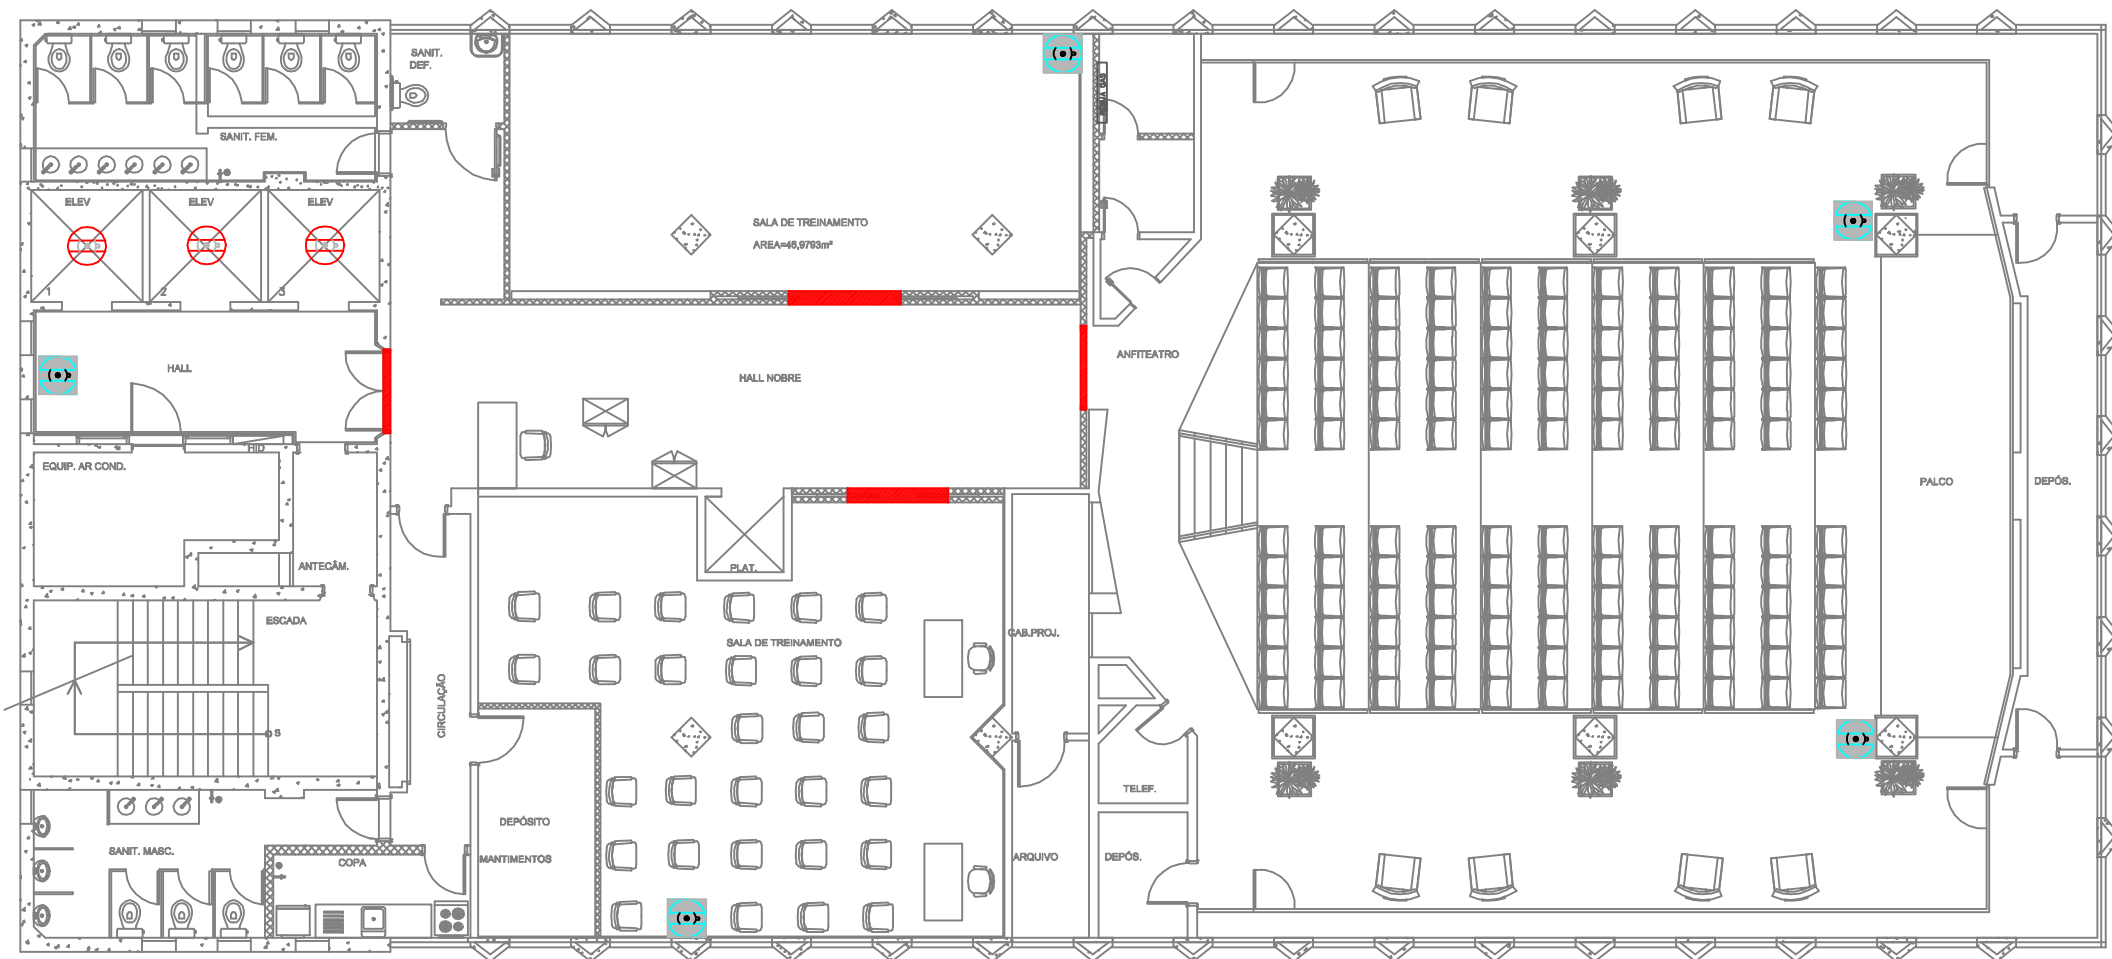 SANIT.
DEF.
SANIT. FEM.
ELEV
ELEV
ELEV
1
2
3
SALA DE TREINAMENTO
AREA=46,9793m²
HALL
HALL NOBRE
ANFITEATRO
HID
EQUIP. AR COND.
ANTECÂM.
PLAT.
PALCO
DEPÓS.
ESCADA
S
SALA DE TREINAMENTO
CAB.PROJ.
CIRCULAÇÃO
TELEF.
DEPÓSITO
MANTIMENTOS
SANIT. MASC.
COPA
ARQUIVO
DEPÓS.